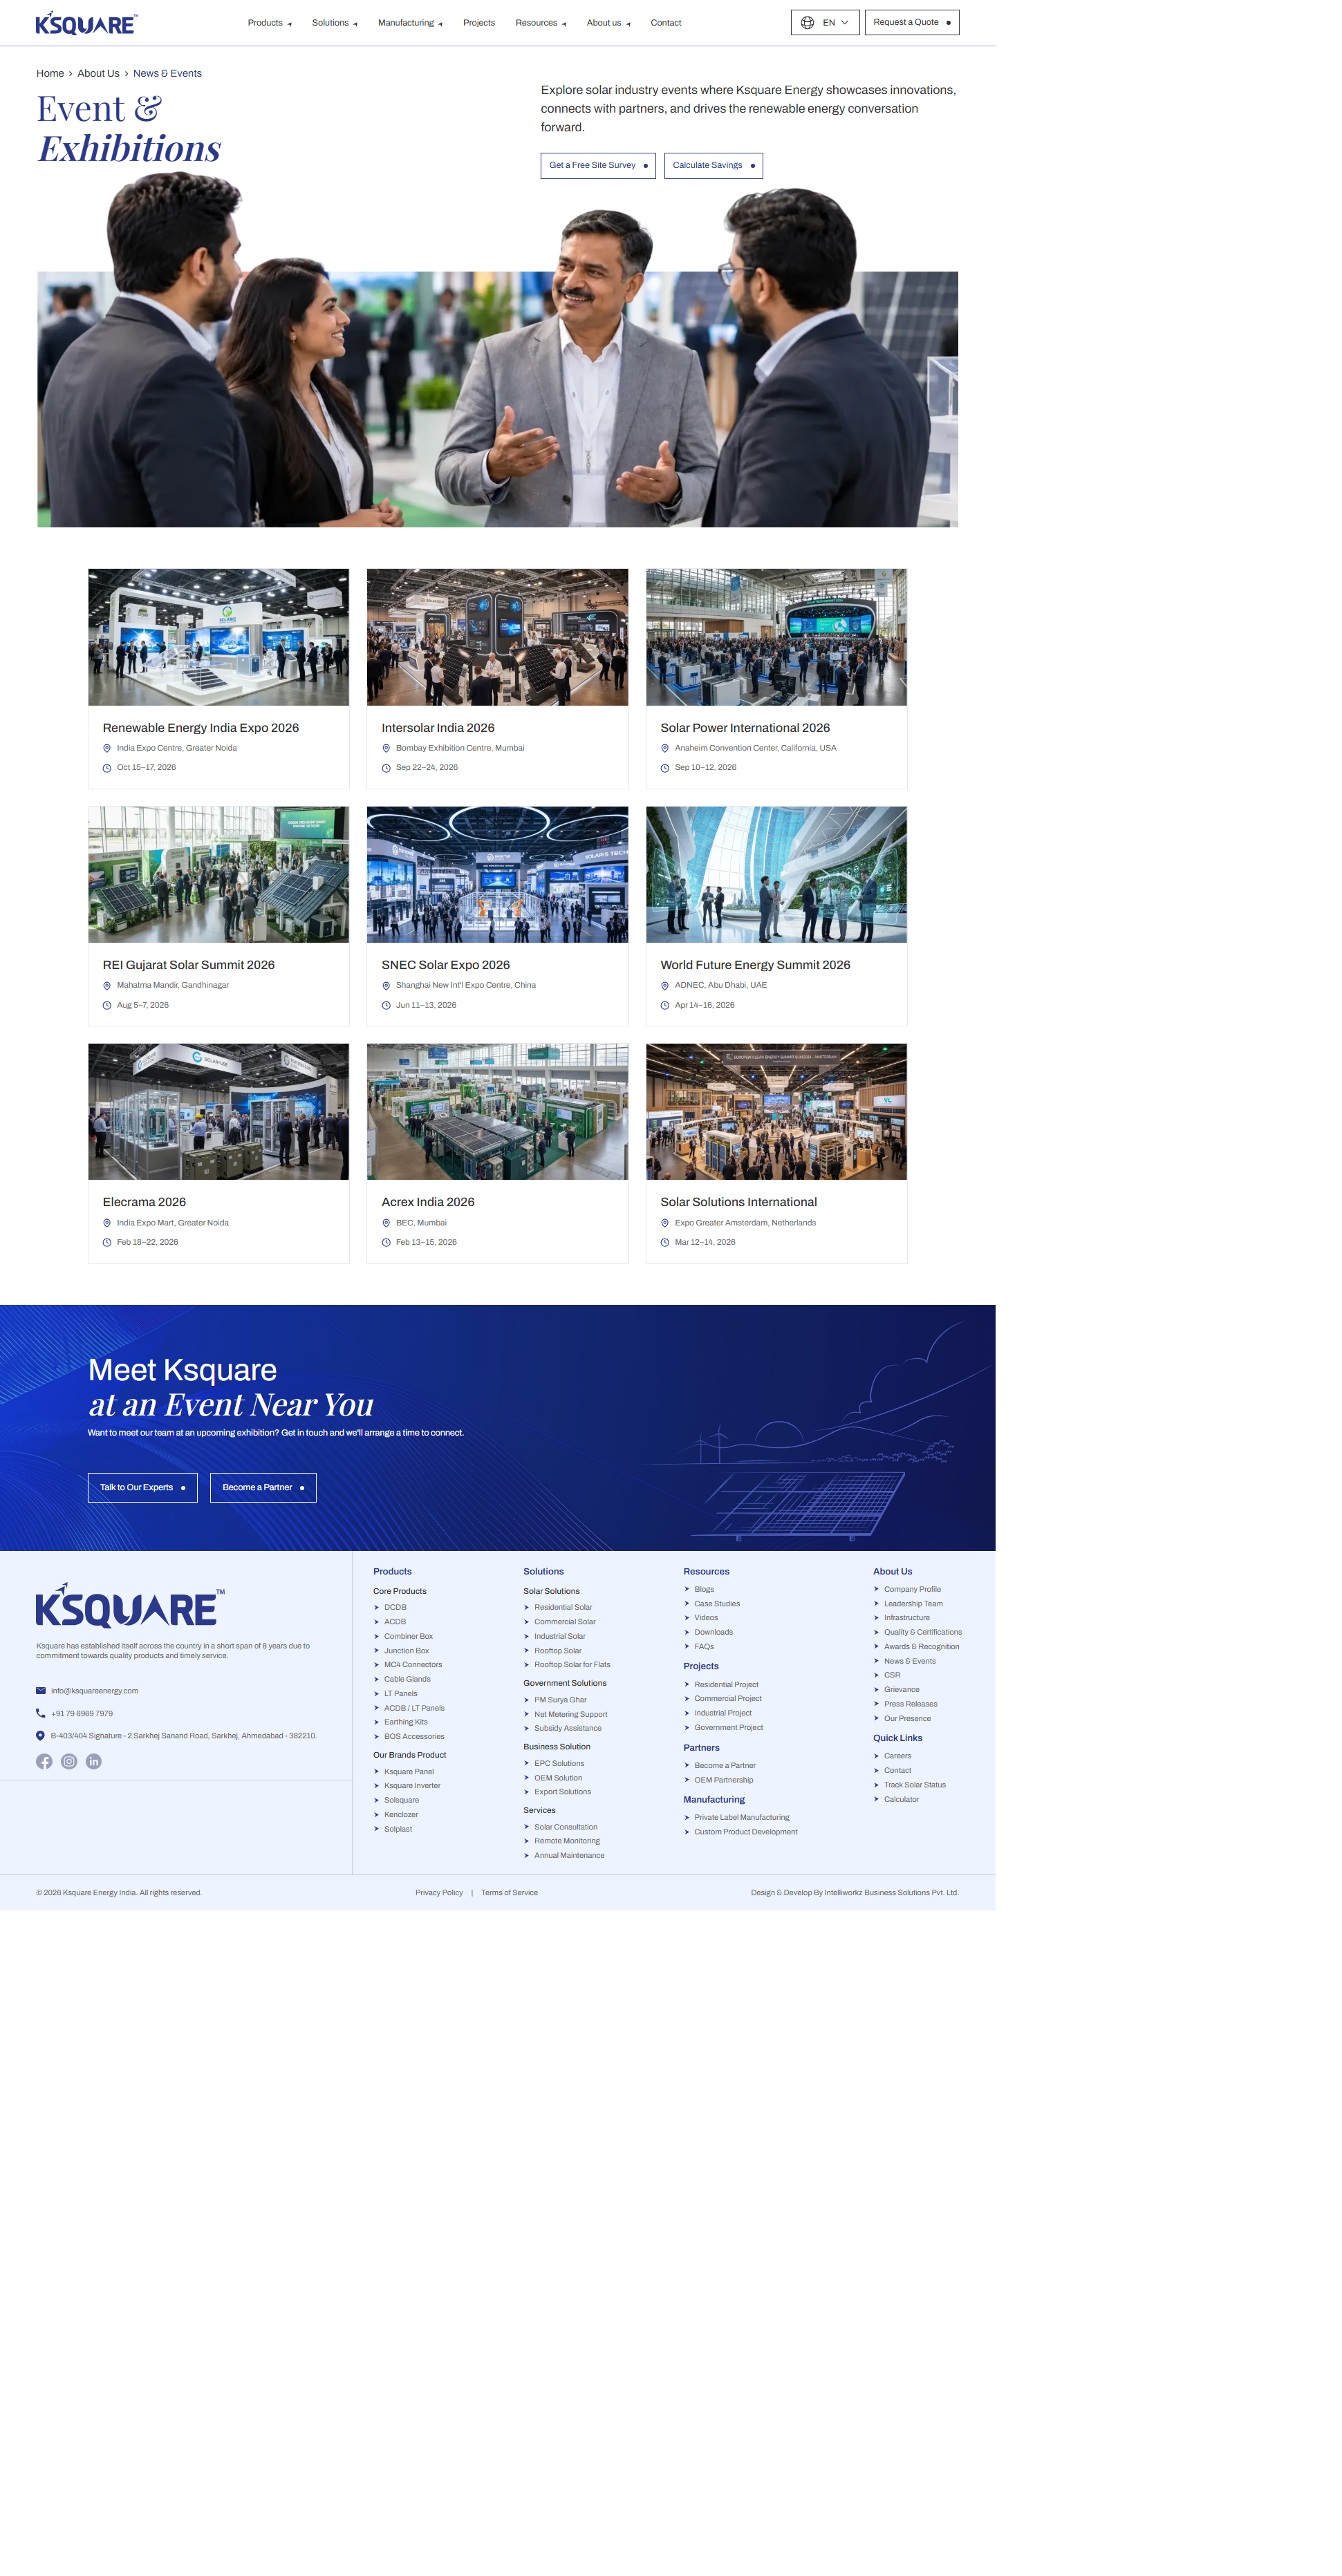 KSQUARE TM
Products
Solutions
Manufacturing
Projects
Resources
About us
Contact
EN
Request a Quote
Home › About Us › News & Events
Event &
Exhibitions
Explore solar industry events where Ksquare Energy showcases innovations,
connects with partners, and drives the renewable energy conversation
forward.
Get a Free Site Survey
Calculate Savings
Renewable Energy India Expo 2026
India Expo Centre, Greater Noida
Oct 15–17, 2026
Intersolar India 2026
Bombay Exhibition Centre, Mumbai
Sep 22–24, 2026
Solar Power International 2026
Anaheim Convention Center, California, USA
Sep 10–12, 2026
REI Gujarat Solar Summit 2026
Mahatma Mandir, Gandhinagar
Aug 5–7, 2026
SOLARIS TECH
SNEC Solar Expo 2026
Shanghai New Int'l Expo Centre, China
Jun 11–13, 2026
World Future Energy Summit 2026
ADNEC, Abu Dhabi, UAE
Apr 14–16, 2026
Elecrama 2026
India Expo Mart, Greater Noida
Feb 18–22, 2026
Acrex India 2026
BEC, Mumbai
Feb 13–15, 2026
Solar Solutions International
Expo Greater Amsterdam, Netherlands
Mar 12–14, 2026
Meet Ksquare
at an Event Near You
Want to meet our team at an upcoming exhibition? Get in touch and we'll arrange a time to connect.
Talk to Our Experts
Become a Partner
KSQUARE TM
Ksquare has established itself across the country in a short span of 8 years due to
commitment towards quality products and timely service.
info@ksquareenergy.com
+91 79 6969 7979
B-403/404 Signature - 2 Sarkhej Sanand Road, Sarkhej, Ahmedabad - 382210.
Products
Core Products
DCDB
ACDB
Combiner Box
Junction Box
MC4 Connectors
Cable Glands
LT Panels
ACDB / LT Panels
Earthing Kits
BOS Accessories
Our Brands Product
Ksquare Panel
Ksquare Inverter
Solsquare
Kenclozer
Solplast
Solutions
Solar Solutions
Residential Solar
Commercial Solar
Industrial Solar
Rooftop Solar
Rooftop Solar for Flats
Government Solutions
PM Surya Ghar
Net Metering Support
Subsidy Assistance
Business Solution
EPC Solutions
OEM Solution
Export Solutions
Services
Solar Consultation
Remote Monitoring
Annual Maintenance
Resources
Blogs
Case Studies
Videos
Downloads
FAQs
Projects
Residential Project
Commercial Project
Industrial Project
Government Project
Partners
Become a Partner
OEM Partnership
Manufacturing
Private Label Manufacturing
Custom Product Development
About Us
Company Profile
Leadership Team
Infrastructure
Quality & Certifications
Awards & Recognition
News & Events
CSR
Grievance
Press Releases
Our Presence
Quick Links
Careers
Contact
Track Solar Status
Calculator
© 2026 Ksquare Energy India. All rights reserved.
Privacy Policy | Terms of Service
Design & Develop By Intelliworkz Business Solutions Pvt. Ltd.